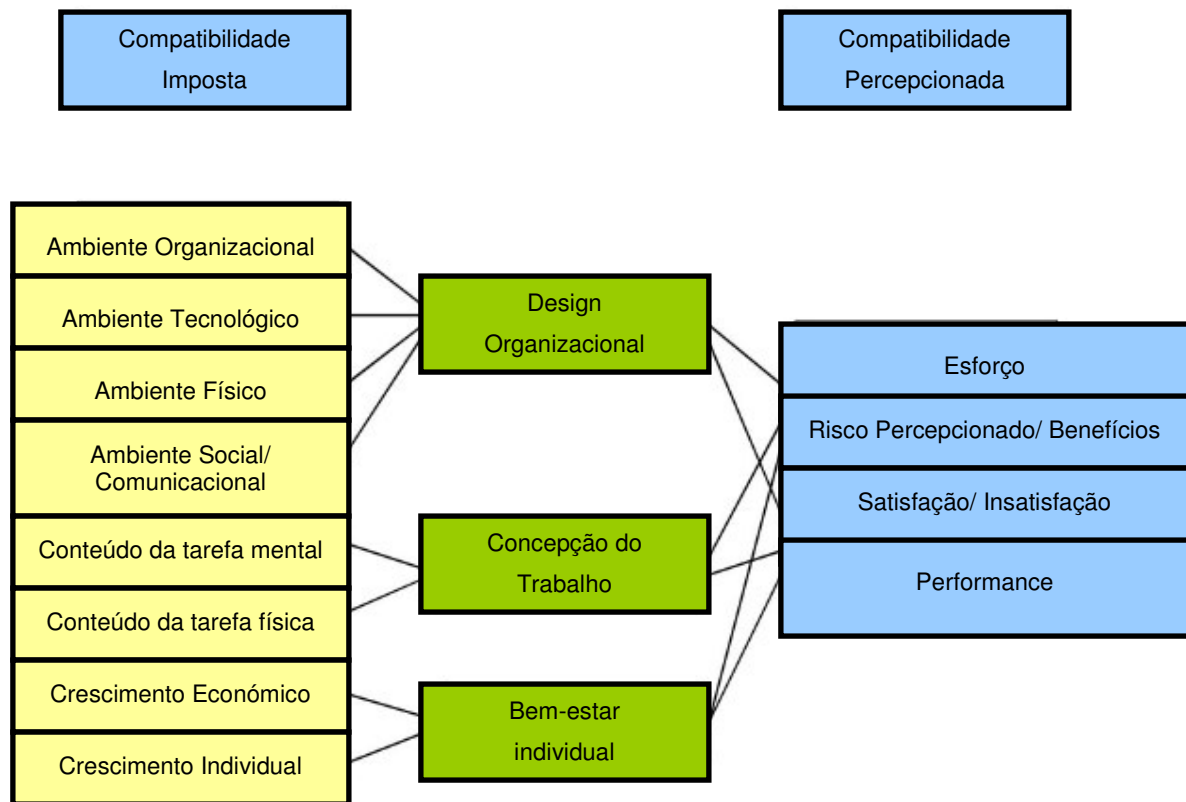 Compatibilidade
Imposta
Compatibilidade
Percepcionada
Ambiente Organizacional
Ambiente Tecnológico
Ambiente Físico
Ambiente Social/
Comunicacional
Conteúdo da tarefa mental
Conteúdo da tarefa física
Crescimento Económico
Crescimento Individual
Design
Organizacional
Concepção do
Trabalho
Bem-estar
individual
Esforço
Risco Percepcionado/ Benefícios
Satisfação/ Insatisfação
Performance